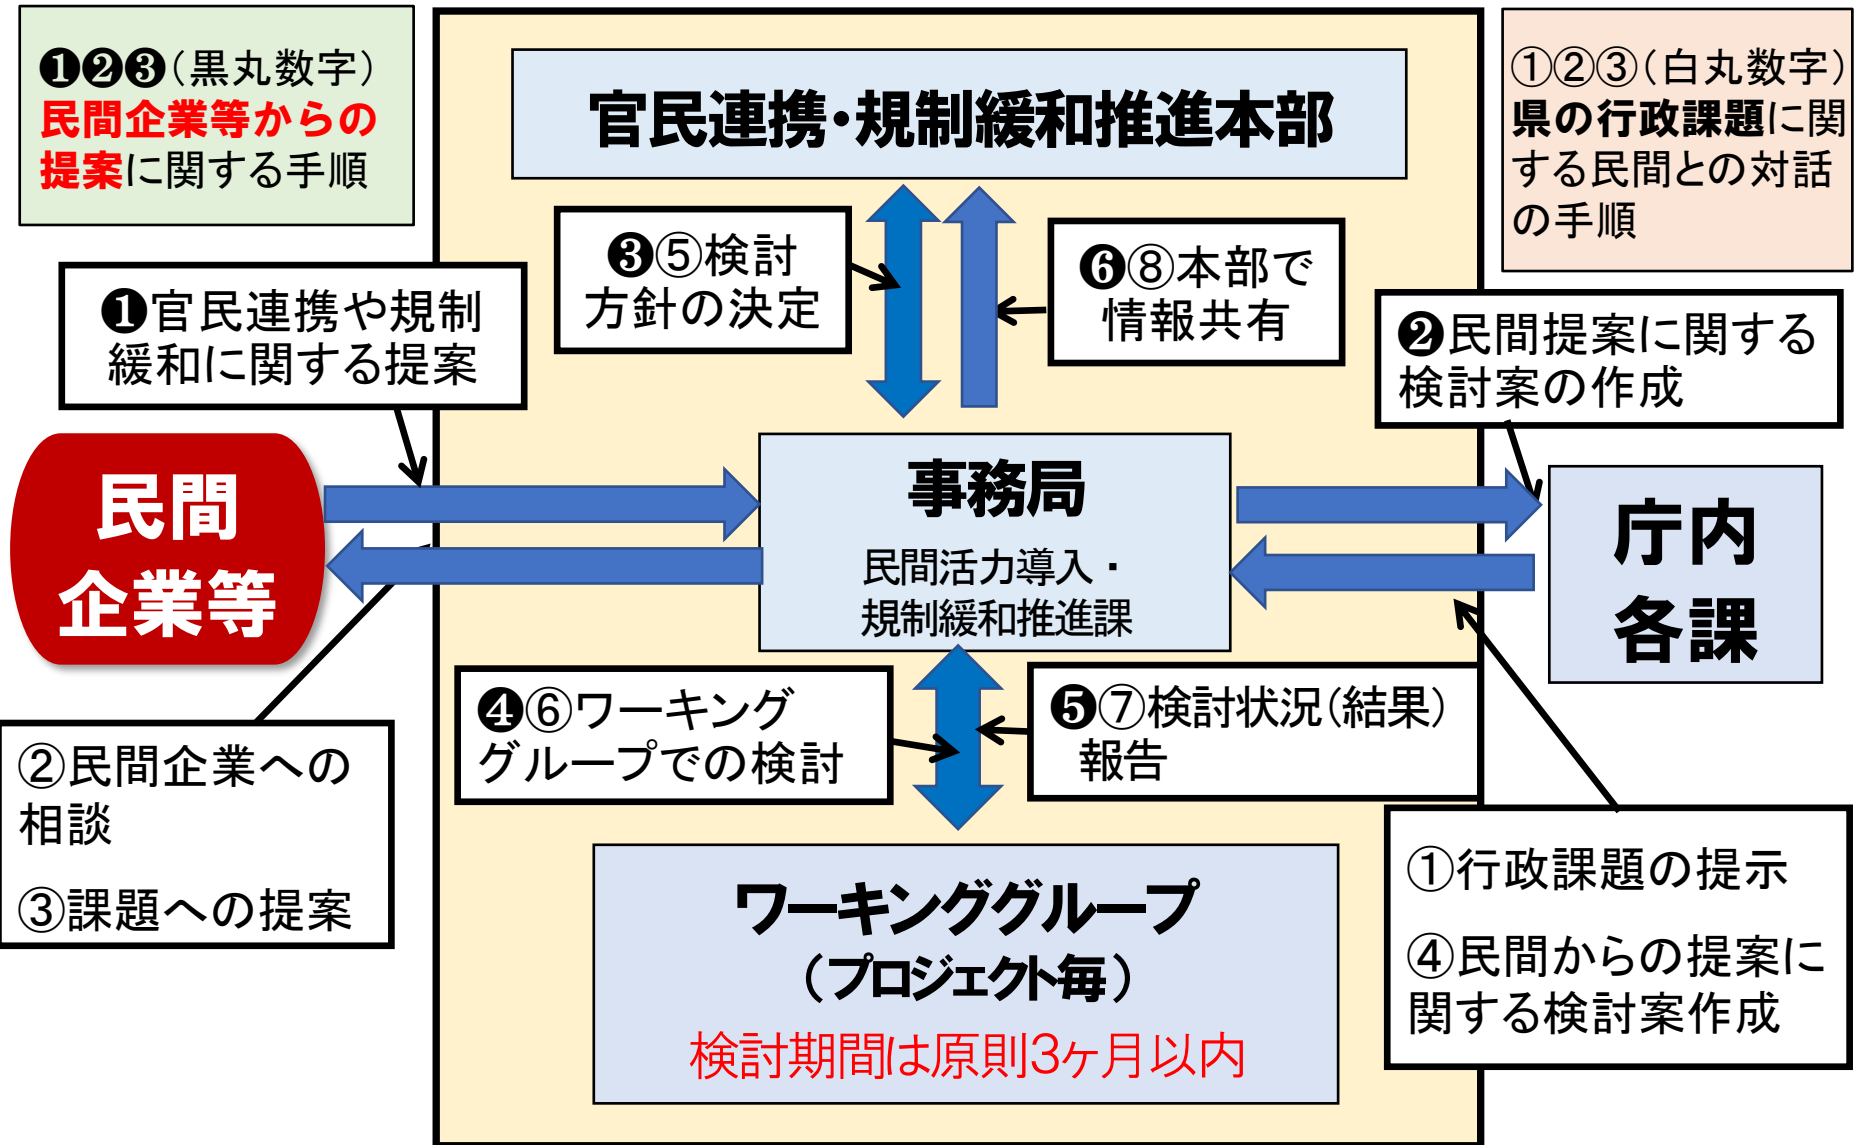 ❶❷❸（黒丸数字）
民間企業等からの
提案に関する手順
官民連携・規制緩和推進本部
①②③（白丸数字）
県の行政課題に関
する民間との対話
の手順
❸⑤検討
方針の決定
❻⑧本部で
情報共有
❶官民連携や規制
緩和に関する提案
❷民間提案に関する
検討案の作成
民間
企業等
事務局
民間活力導入・
規制緩和推進課
庁内
各課
❹⑥ワーキング
グループでの検討
❺⑦検討状況（結果）
報告
②民間企業への
相談
③課題への提案
①行政課題の提示
④民間からの提案に
関する検討案作成
ワーキンググループ
（プロジェクト毎）
検討期間は原則3ヶ月以内